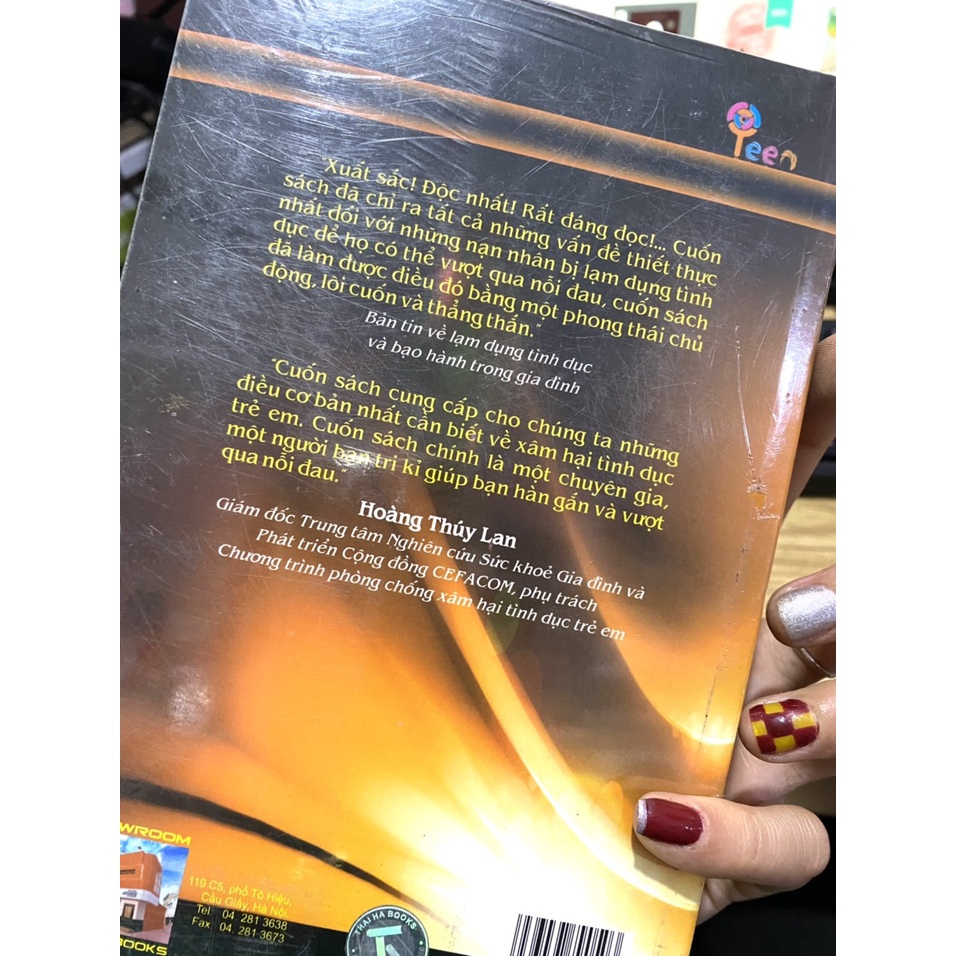 Teen
"Xuất sắc! Độc nhất! Rất đáng đọc!... Cuốn
sách đã chỉ ra tất cả những vấn đề thiết thực
nhất đối với những nạn nhân bị lạm dụng tình
dục để họ có thể vượt qua nỗi đau, cuốn sách
đã làm được điều đó bằng một phong thái chủ
động, lôi cuốn và thẳng thắn."
Bản tin về lạm dụng tình dục
và bạo hành trong gia đình
"Cuốn sách cung cấp cho chúng ta những
điều cơ bản nhất cần biết về xâm hại tình dục
trẻ em. Cuốn sách chính là một chuyên gia,
một người bạn tri kỉ giúp bạn hàn gắn và vượt
qua nỗi đau."
Hoàng Thúy Lan
Giám đốc Trung tâm Nghiên cứu Sức khoẻ Gia đình và
Phát triển Cộng đồng CEFACOM, phụ trách
Chương trình phòng chống xâm hại tình dục trẻ em
WROOM
119 C5, phố Tô Hiệu,
Cầu Giấy, Hà Nội
Tel 04 281 3638
Fax 04. 281 3673
BOOKS
THAI HA BOOKS